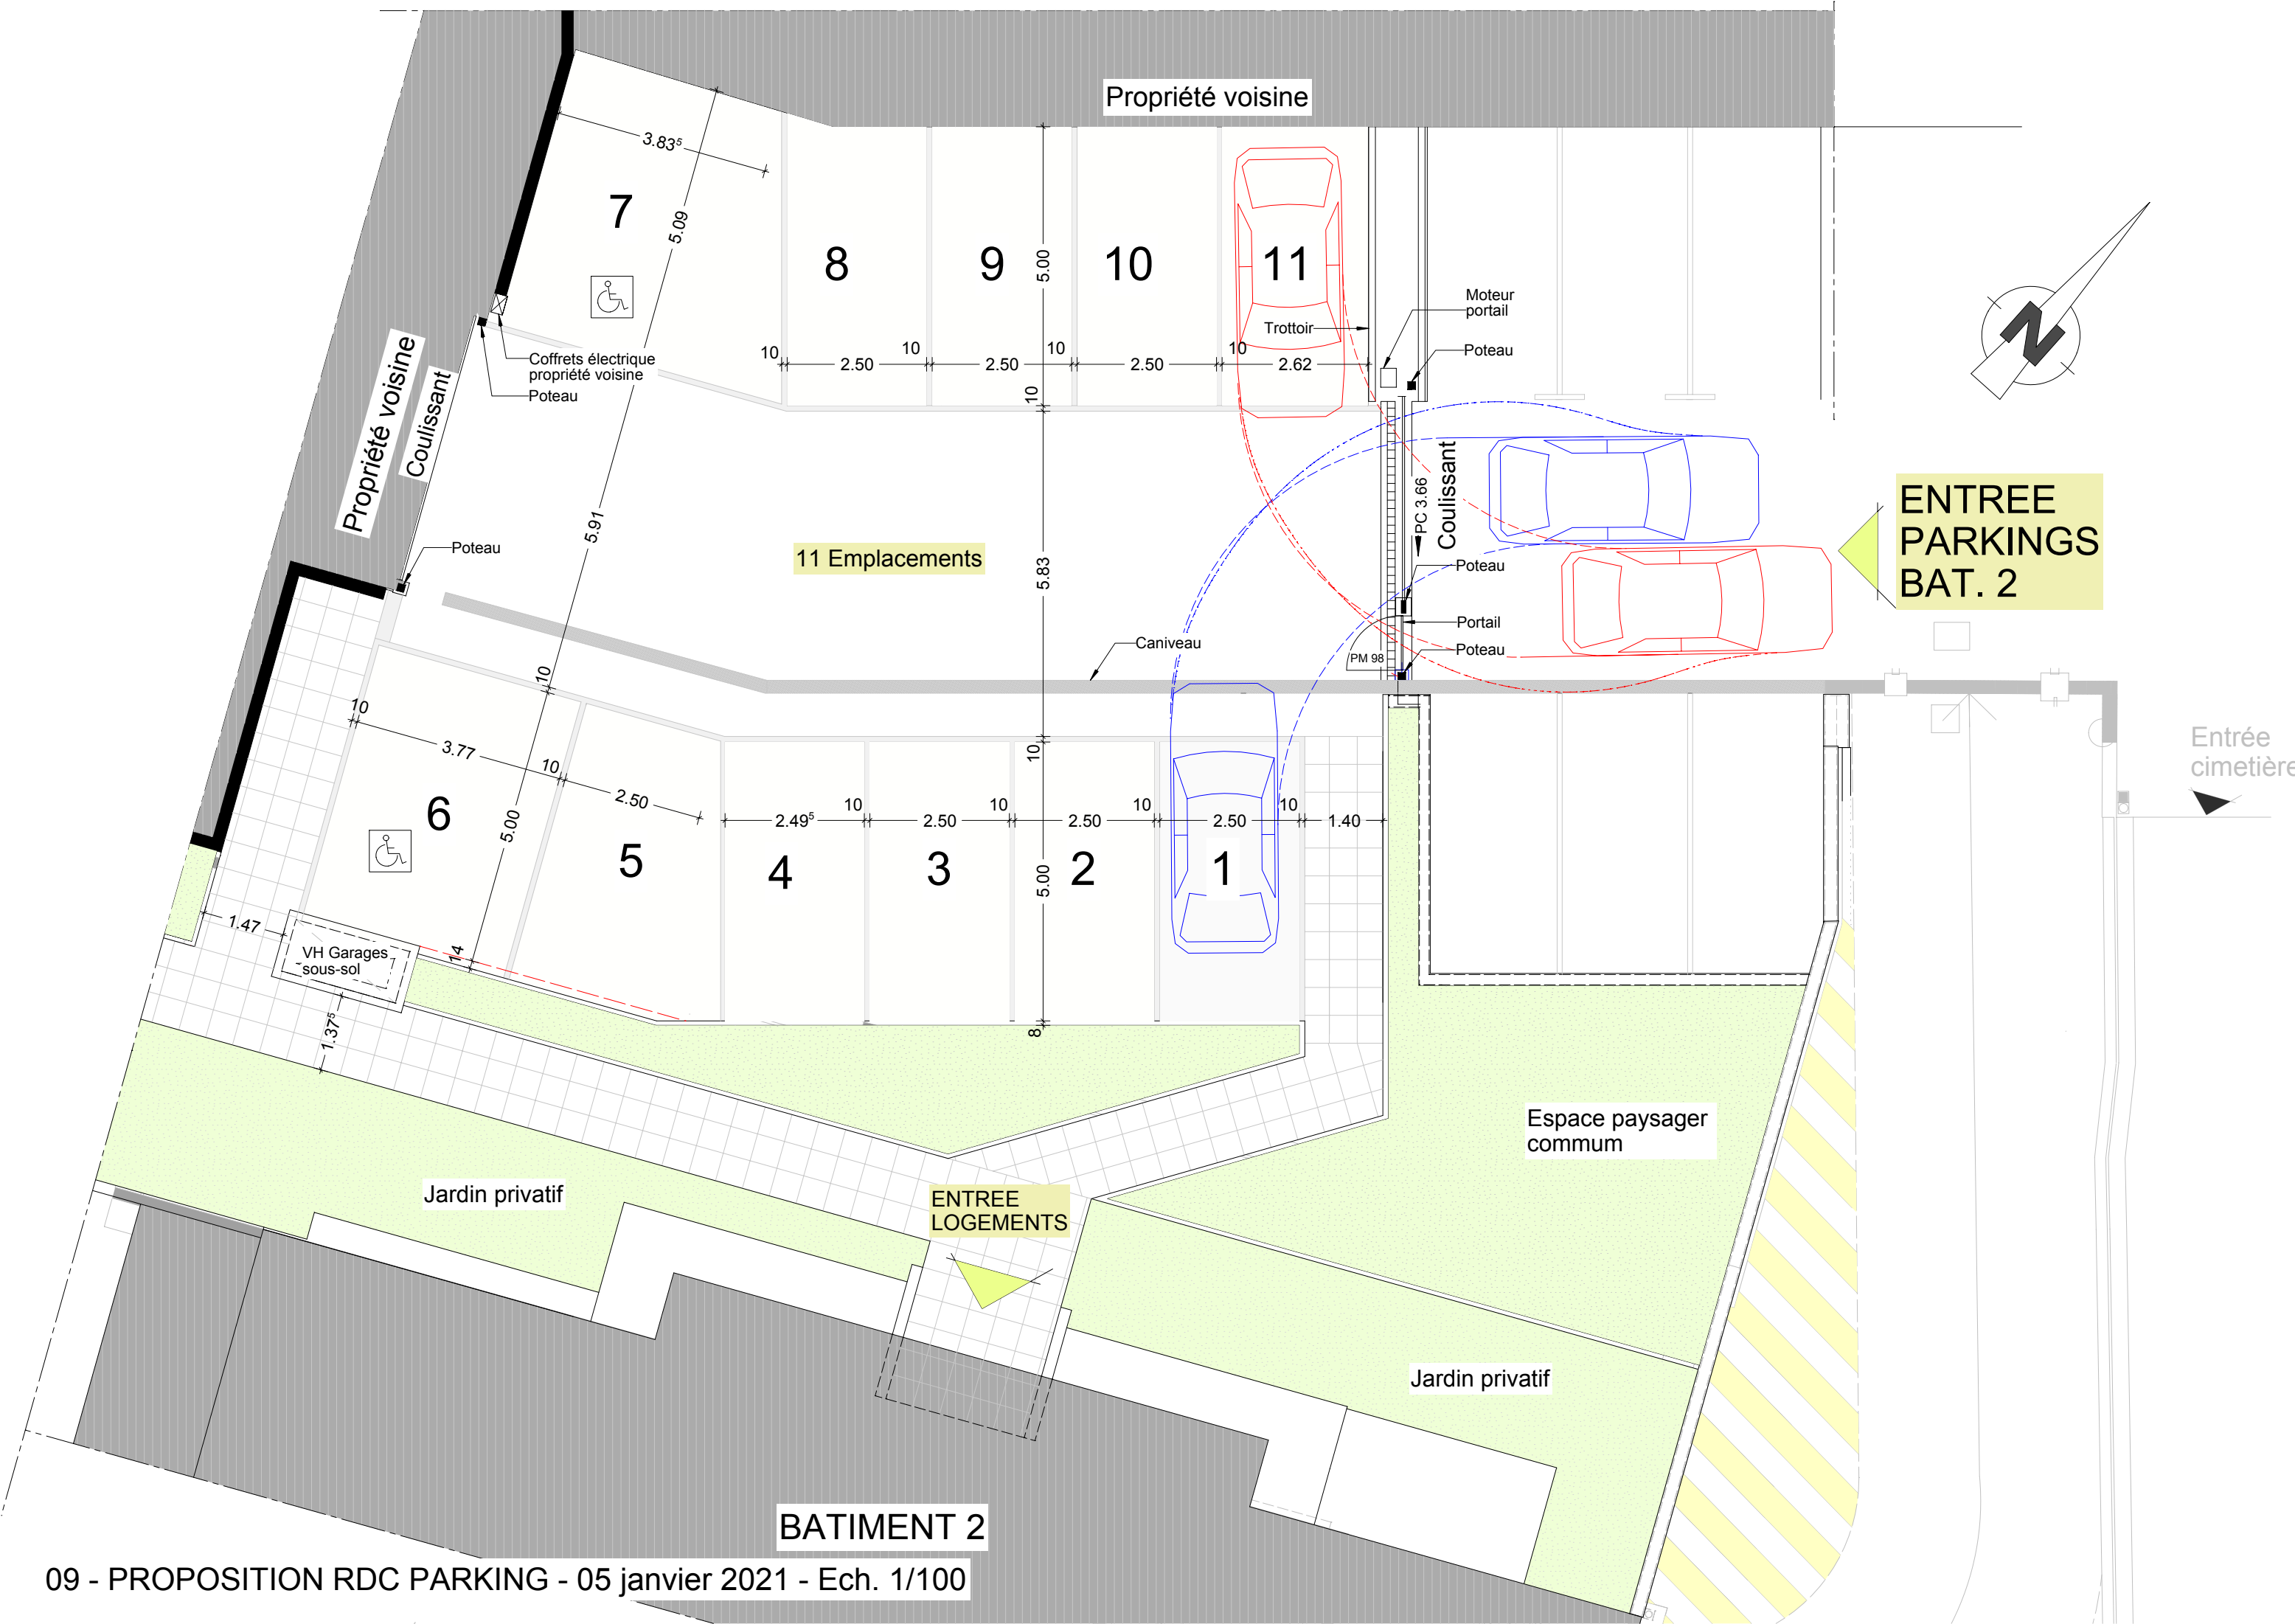 Propriété voisine
3.83⁵
7
5.09
8
9
5.00
10
11
Moteur
portail
Trottoir
Poteau
N
Propriété voisine
Coulissant
Coffrets électrique
propriété voisine
Poteau
10
2.50
10
2.50
10
2.50
10
2.62
10
5.91
11 Emplacements
5.83
PC 3.66
Coulissant
ENTREE
PARKINGS
BAT. 2
Poteau
Poteau
Portail
Poteau
PM 98
Caniveau
Entrée
cimetière
10
10
3.77
10
2.50
10
6
5.00
5
2.49⁵
10
2.50
10
2.50
10
2.50
10
1.40
4
3
5.00
2
1
1.47
VH Garages
sous-sol
14
1.37⁵
8
Espace paysager
commum
Jardin privatif
ENTREE
LOGEMENTS
Jardin privatif
BATIMENT 2
09 - PROPOSITION RDC PARKING - 05 janvier 2021 - Ech. 1/100